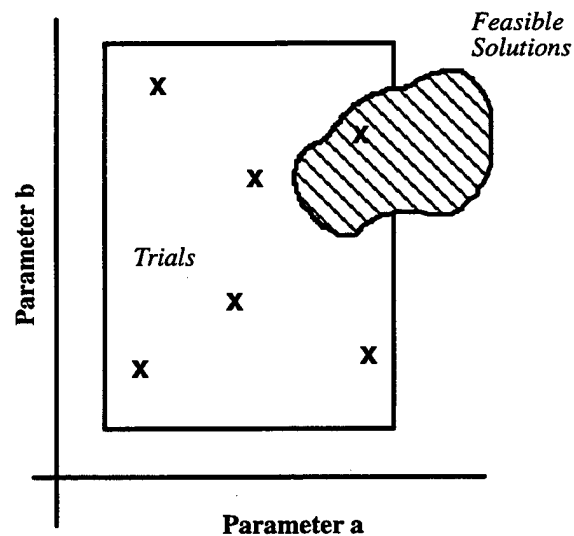 Feasible
Solutions
X
X
X
Trials
X
X
X
Parameter b
Parameter a